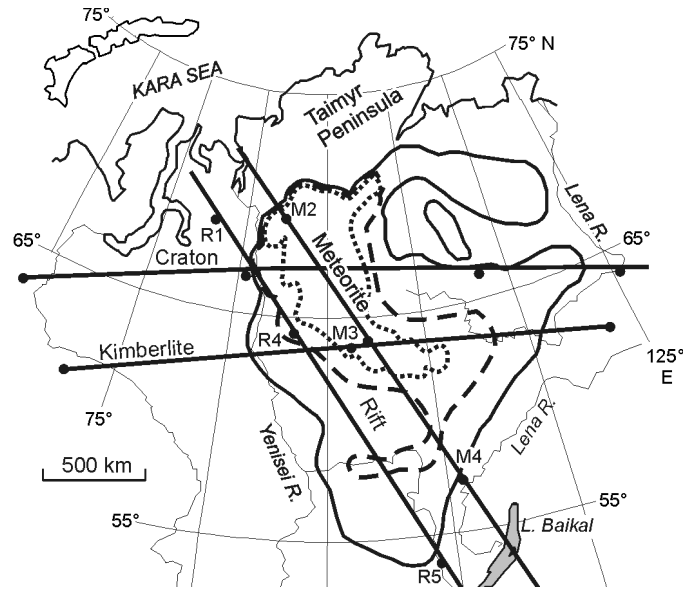 75°
75° N
KARA SEA
Taimyr
Peninsula
Lena R.
M2
R1
65°
65°
Craton
Meteorite
R4
M3
Kimberlite
125°
E
75°
Rift
Lena R.
Yenisei R.
M4
500 km
55°
55°
L. Baikal
R5